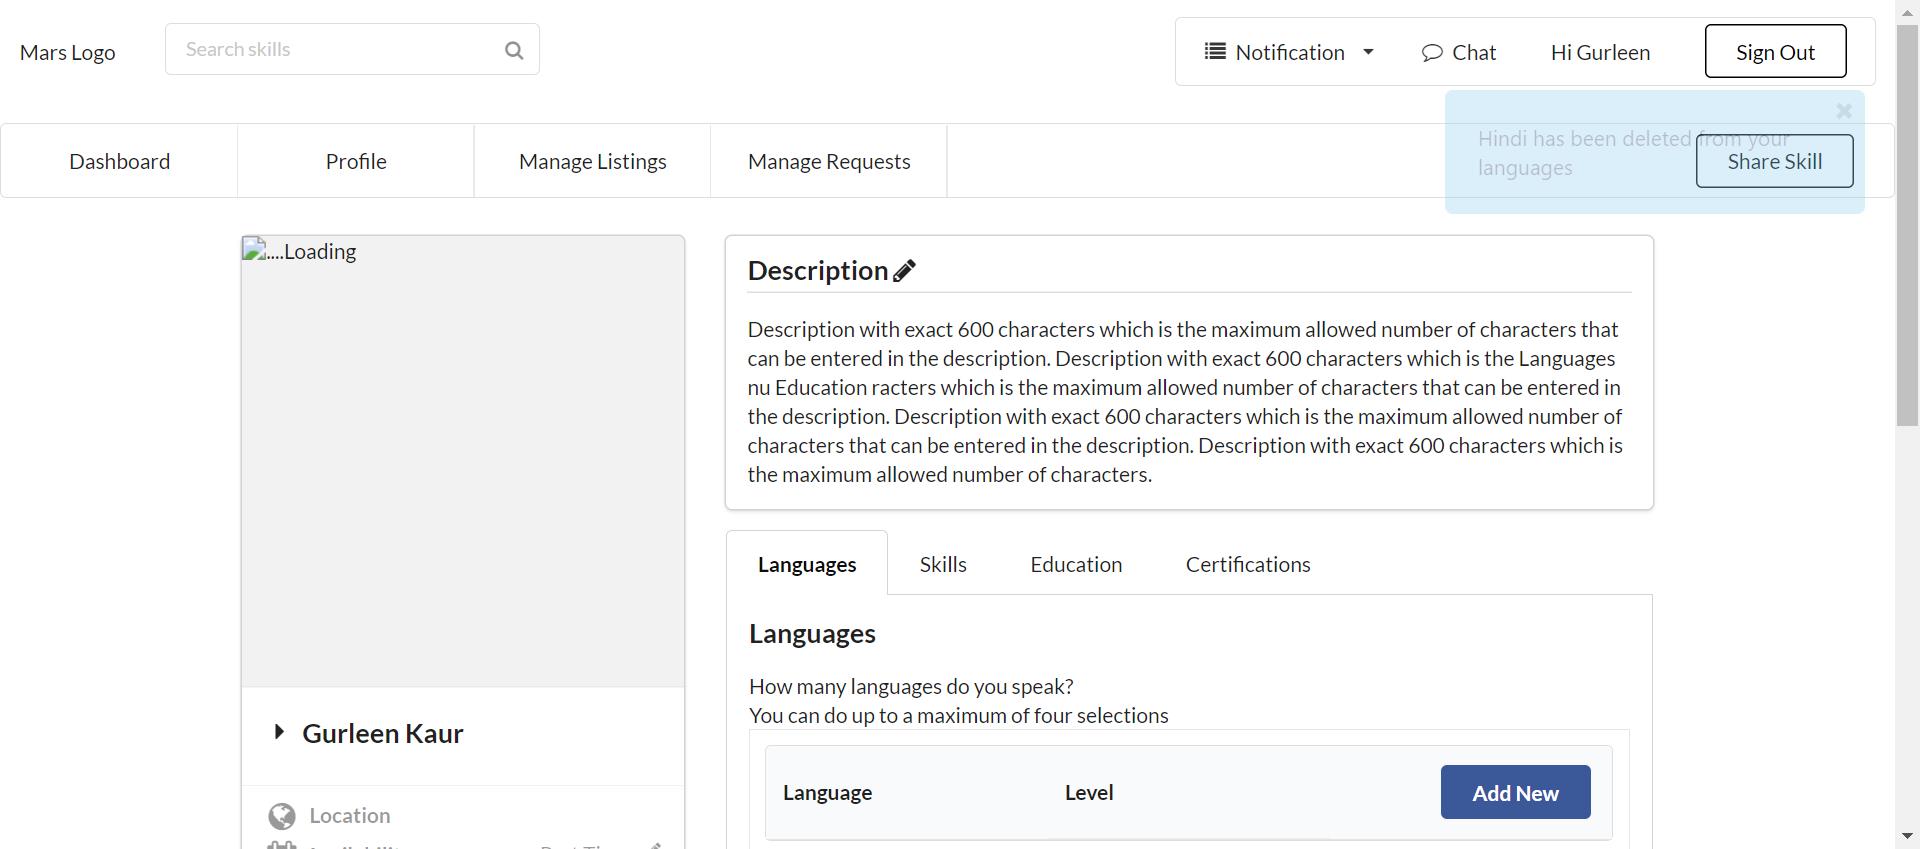 Mars Logo
Search skills
Notification
Chat
Hi Gurleen
Sign Out
Dashboard
Profile
Manage Listings
Manage Requests
Hindi has been deleted from your
languages
Share Skill
....Loading
Description
Description with exact 600 characters which is the maximum allowed number of characters that
can be entered in the description. Description with exact 600 characters which is the Languages
nu Education racters which is the maximum allowed number of characters that can be entered in
the description. Description with exact 600 characters which is the maximum allowed number of
characters that can be entered in the description. Description with exact 600 characters which is
the maximum allowed number of characters.
Languages
Skills
Education
Certifications
Languages
How many languages do you speak?
You can do up to a maximum of four selections
Language
Level
Add New
Gurleen Kaur
Location